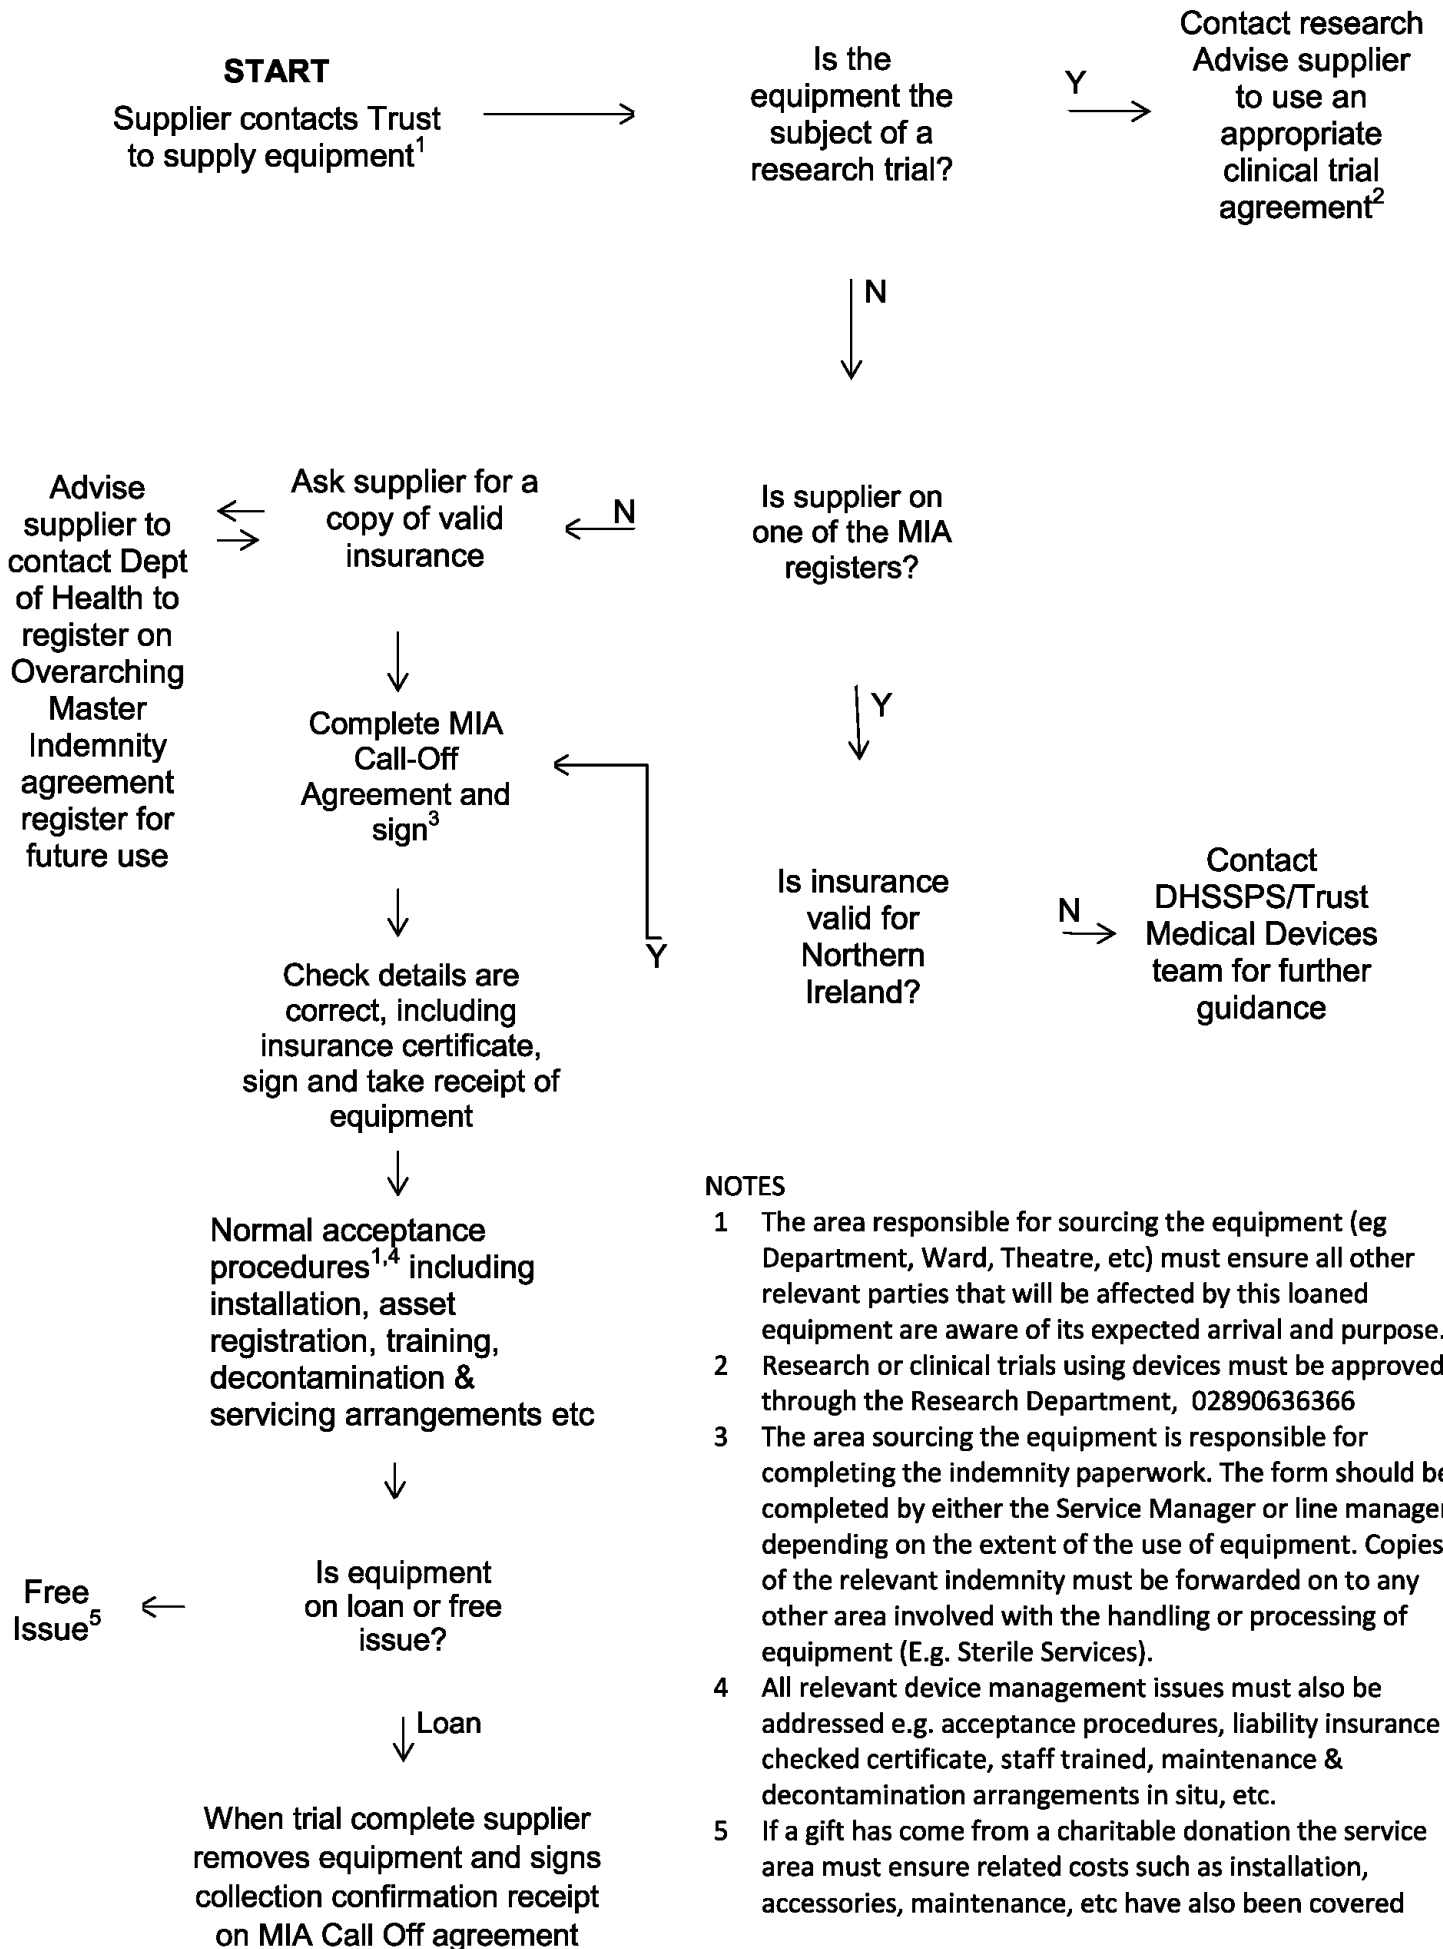 START
Supplier contacts Trust
to supply equipment1
Is the
equipment the
subject of a
research trial?
Y
Contact research
Advise supplier
to use an
appropriate
clinical trial
agreement2
N
Is supplier on
one of the MIA
registers?
N
Ask supplier for a
copy of valid
insurance
Advise
supplier to
contact Dept
of Health to
register on
Overarching
Master
Indemnity
agreement
register for
future use
Y
Complete MIA
Call-Off
Agreement and
sign3
Is insurance
valid for
Northern
Ireland?
Y
N
Contact
DHSSPS/Trust
Medical Devices
team for further
guidance
Check details are
correct, including
insurance certificate,
sign and take receipt of
equipment
Normal acceptance
procedures1,4 including
installation, asset
registration, training,
decontamination &
servicing arrangements etc
Is equipment
on loan or free
issue?
Free
Issue5
Loan
When trial complete supplier
removes equipment and signs
collection confirmation receipt
on MIA Call Off agreement
NOTES
1 The area responsible for sourcing the equipment (eg
Department, Ward, Theatre, etc) must ensure all other
relevant parties that will be affected by this loaned
equipment are aware of its expected arrival and purpose.
2 Research or clinical trials using devices must be approved
through the Research Department, 02890636366
3 The area sourcing the equipment is responsible for
completing the indemnity paperwork. The form should be
completed by either the Service Manager or line manager
depending on the extent of the use of equipment. Copies
of the relevant indemnity must be forwarded on to any
other area involved with the handling or processing of
equipment (E.g. Sterile Services).
4 All relevant device management issues must also be
addressed e.g. acceptance procedures, liability insurance
checked certificate, staff trained, maintenance &
decontamination arrangements in situ, etc.
5 If a gift has come from a charitable donation the service
area must ensure related costs such as installation,
accessories, maintenance, etc have also been covered